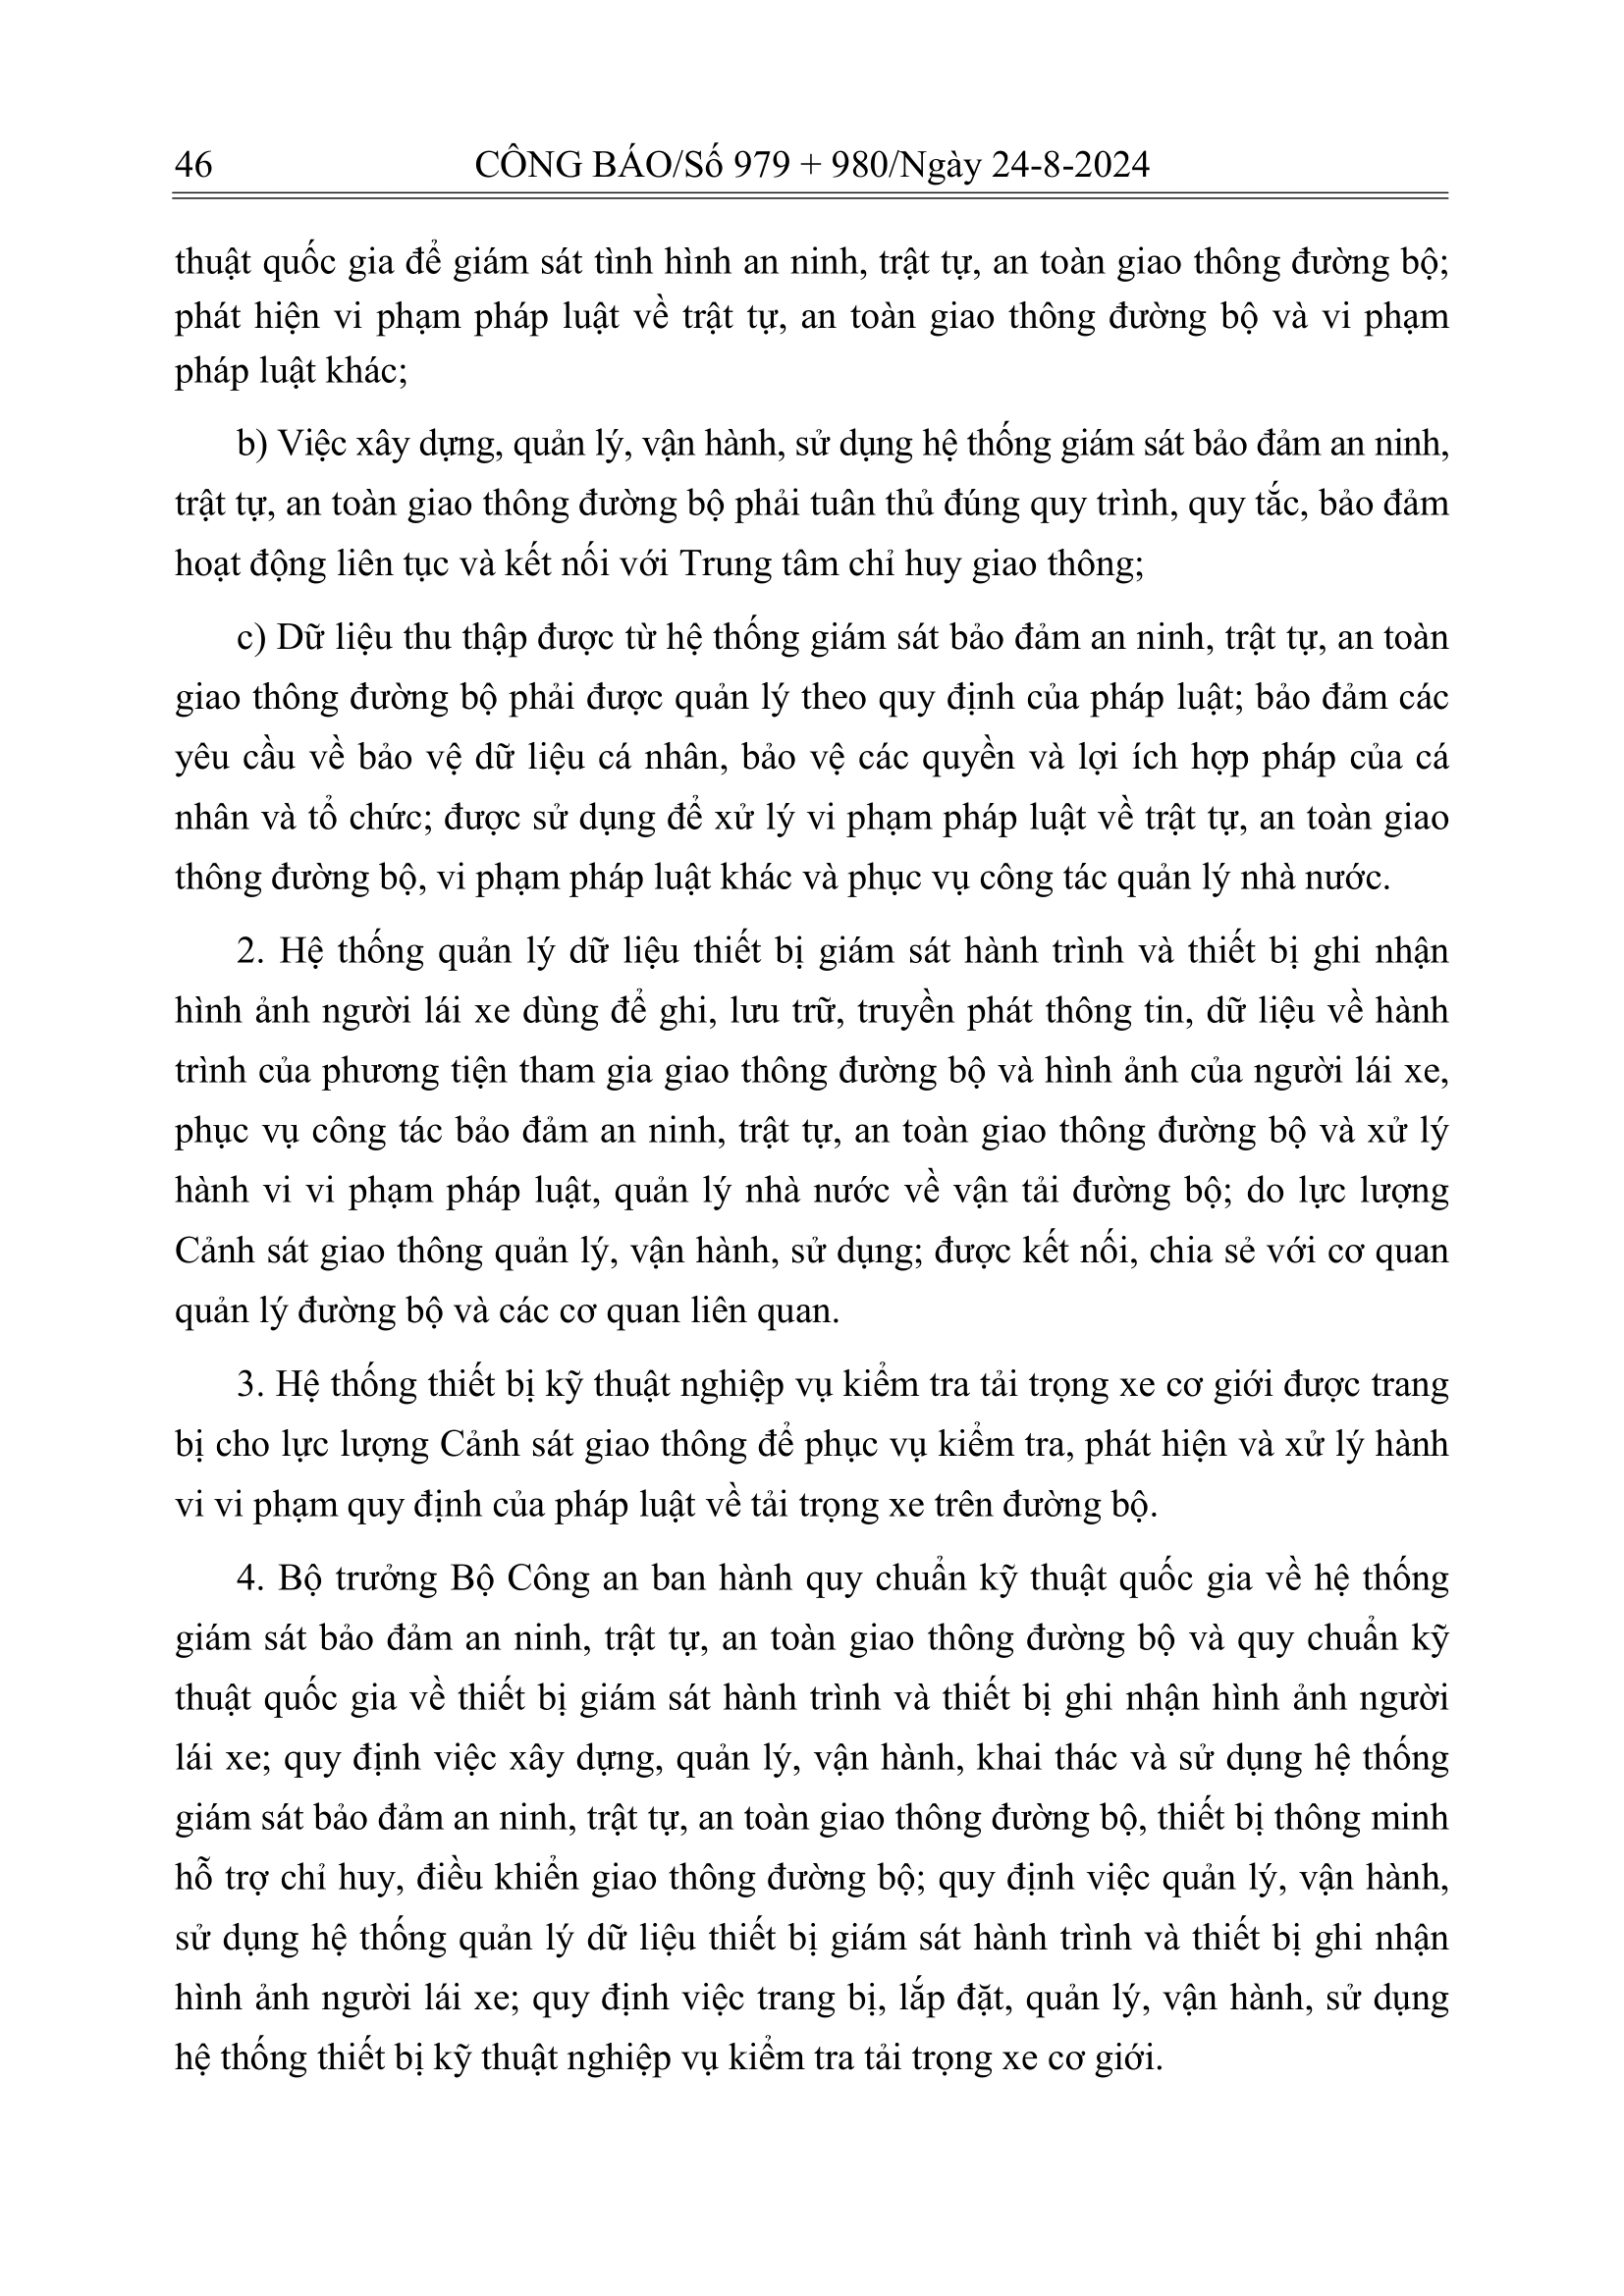 46 CÔNG BÁO/Số 979 + 980/Ngày 24-8-2024
thuật quốc gia để giám sát tình hình an ninh, trật tự, an toàn giao thông đường bộ;
phát hiện vi phạm pháp luật về trật tự, an toàn giao thông đường bộ và vi phạm
pháp luật khác;
b) Việc xây dựng, quản lý, vận hành, sử dụng hệ thống giám sát bảo đảm an ninh,
trật tự, an toàn giao thông đường bộ phải tuân thủ đúng quy trình, quy tắc, bảo đảm
hoạt động liên tục và kết nối với Trung tâm chỉ huy giao thông;
c) Dữ liệu thu thập được từ hệ thống giám sát bảo đảm an ninh, trật tự, an toàn
giao thông đường bộ phải được quản lý theo quy định của pháp luật; bảo đảm các
yêu cầu về bảo vệ dữ liệu cá nhân, bảo vệ các quyền và lợi ích hợp pháp của cá
nhân và tổ chức; được sử dụng để xử lý vi phạm pháp luật về trật tự, an toàn giao
thông đường bộ, vi phạm pháp luật khác và phục vụ công tác quản lý nhà nước.
2. Hệ thống quản lý dữ liệu thiết bị giám sát hành trình và thiết bị ghi nhận
hình ảnh người lái xe dùng để ghi, lưu trữ, truyền phát thông tin, dữ liệu về hành
trình của phương tiện tham gia giao thông đường bộ và hình ảnh của người lái xe,
phục vụ công tác bảo đảm an ninh, trật tự, an toàn giao thông đường bộ và xử lý
hành vi vi phạm pháp luật, quản lý nhà nước về vận tải đường bộ; do lực lượng
Cảnh sát giao thông quản lý, vận hành, sử dụng; được kết nối, chia sẻ với cơ quan
quản lý đường bộ và các cơ quan liên quan.
3. Hệ thống thiết bị kỹ thuật nghiệp vụ kiểm tra tải trọng xe cơ giới được trang
bị cho lực lượng Cảnh sát giao thông để phục vụ kiểm tra, phát hiện và xử lý hành
vi vi phạm quy định của pháp luật về tải trọng xe trên đường bộ.
4. Bộ trưởng Bộ Công an ban hành quy chuẩn kỹ thuật quốc gia về hệ thống
giám sát bảo đảm an ninh, trật tự, an toàn giao thông đường bộ và quy chuẩn kỹ
thuật quốc gia về thiết bị giám sát hành trình và thiết bị ghi nhận hình ảnh người
lái xe; quy định việc xây dựng, quản lý, vận hành, khai thác và sử dụng hệ thống
giám sát bảo đảm an ninh, trật tự, an toàn giao thông đường bộ, thiết bị thông minh
hỗ trợ chỉ huy, điều khiển giao thông đường bộ; quy định việc quản lý, vận hành,
sử dụng hệ thống quản lý dữ liệu thiết bị giám sát hành trình và thiết bị ghi nhận
hình ảnh người lái xe; quy định việc trang bị, lắp đặt, quản lý, vận hành, sử dụng
hệ thống thiết bị kỹ thuật nghiệp vụ kiểm tra tải trọng xe cơ giới.